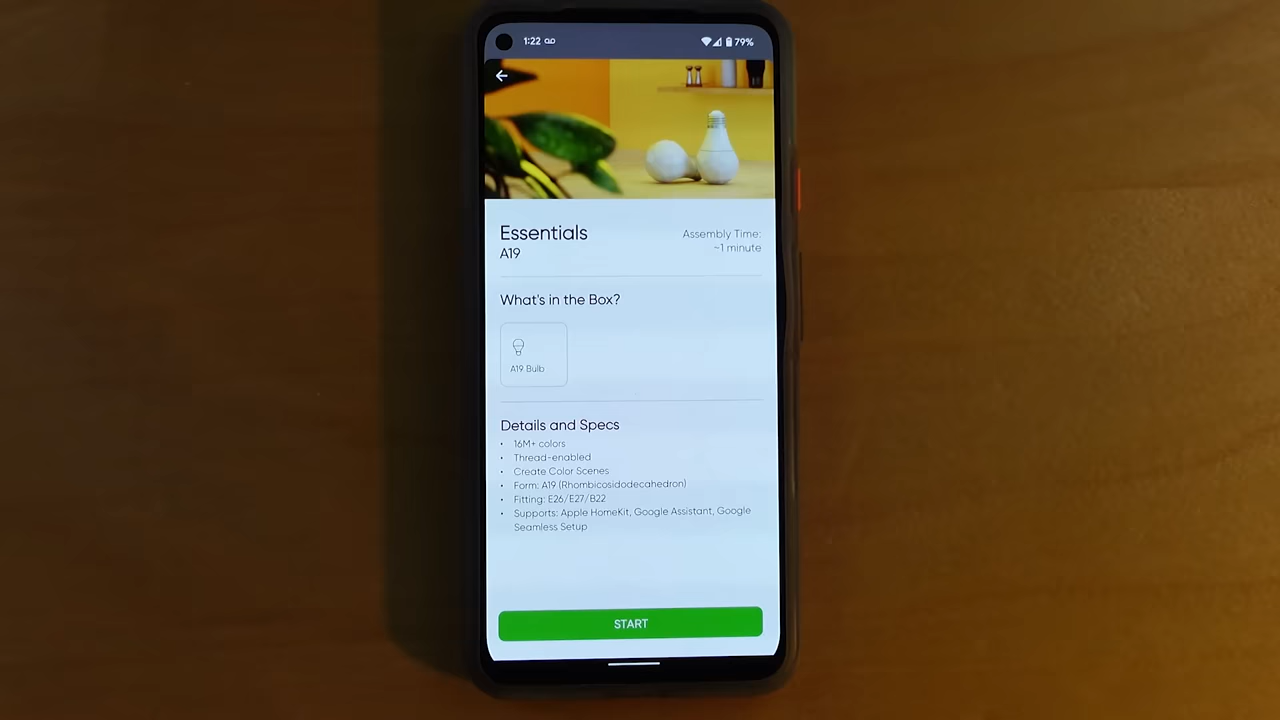 1:22
79%
Essentials
A19
Assembly Time:
~1 minute
What's in the Box?
A19 Bulb
Details and Specs
• 16M+ colors
• Thread-enabled
• Create Color Scenes
• Form: A19 (Rhombicosidodecahedron)
• Fitting: E26/E27/B22
• Supports: Apple HomeKit, Google Assistant, Google
Seamless Setup
START